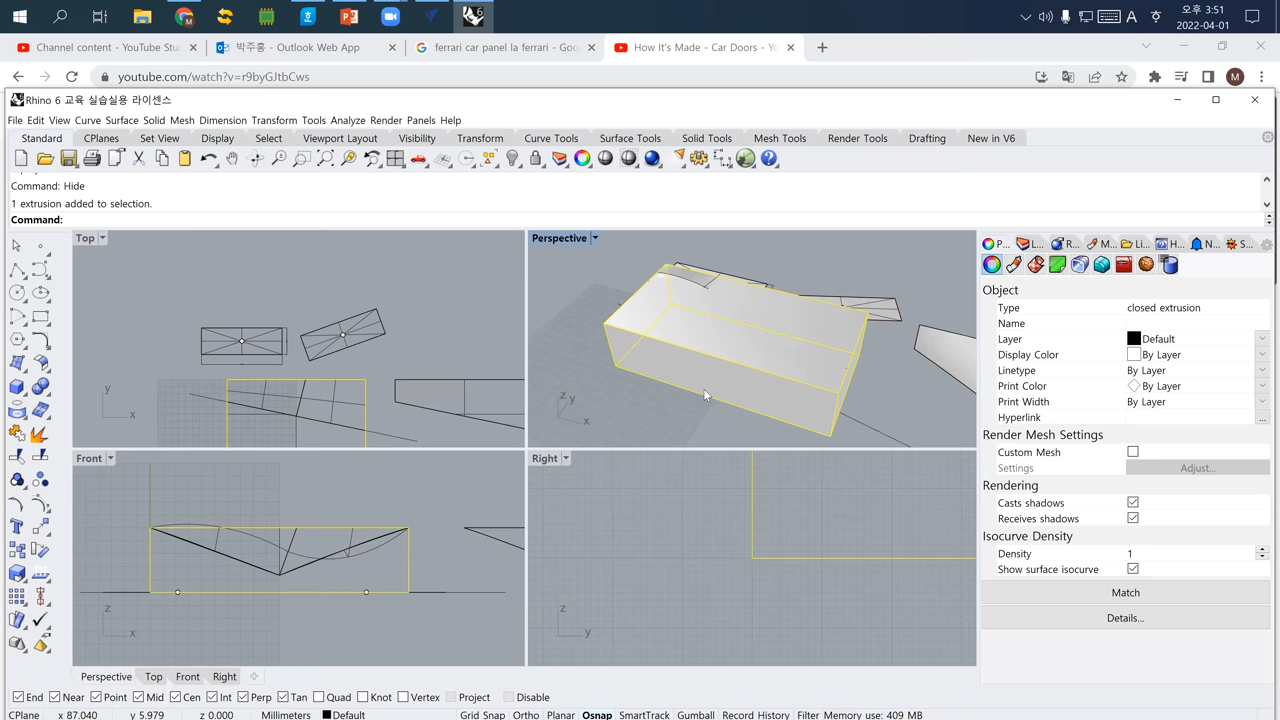 오후 3:51
A
2022-04-01
Channel content - YouTube Stu
박주홍 - Outlook Web App
ferrari car panel la ferrari - Goo
How It's Made - Car Doors - Yo
youtube.com/watch?v=r9byGJtbCws
M
Rhino 6 교육 실습실용 라이센스
File Edit View Curve Surface Solid Mesh Dimension Transform Tools Analyze Render Panels Help
Standard CPlanes Set View Display Select Viewport Layout Visibility Transform Curve Tools Surface Tools Solid Tools Mesh Tools Render Tools Drafting New in V6
Command: Hide
1 extrusion added to selection.
Command:
Top
y
x
Perspective
z y
x
Front
z
x
Right
z
y
P... L... R... M... Li... H... N... S...
Object
Type closed extrusion
Name
Layer Default
Display Color By Layer
Linetype By Layer
Print Color By Layer
Print Width By Layer
Hyperlink ...
Render Mesh Settings
Custom Mesh
Settings Adjust...
Rendering
Casts shadows
Receives shadows
Isocurve Density
Density 1
Show surface isocurve
Match
Details...
Perspective Top Front Right
End Near Point Mid Cen Int Perp Tan Quad Knot Vertex Project Disable
CPlane x 87.040 y 5.979 z 0.000 Millimeters Default Grid Snap Ortho Planar Osnap SmartTrack Gumball Record History Filter Memory use: 409 MB